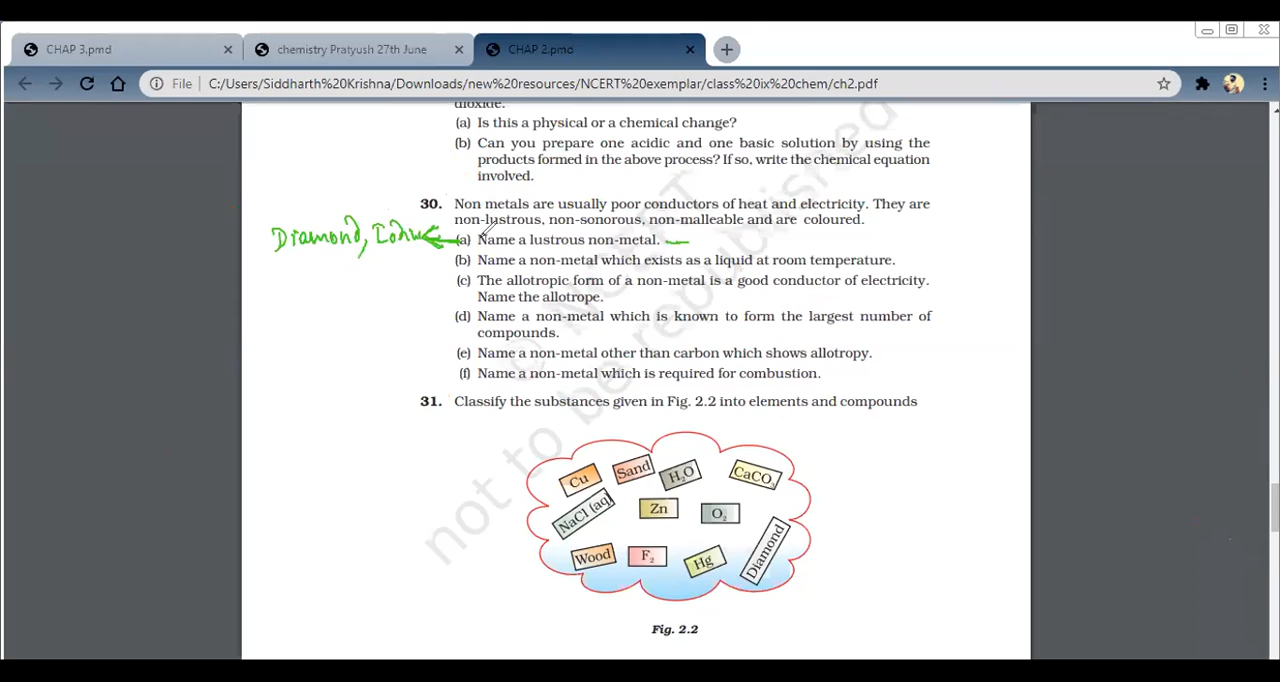 CHAP 3.pmd
chemistry Pratyush 27th June
CHAP 2.pmd
File C:/Users/Siddharth%20Krishna/Downloads/new%20resources/NCERT%20exemplar/class%20ix%20chem/ch2.pdf
dioxide.
(a) Is this a physical or a chemical change?
(b) Can you prepare one acidic and one basic solution by using the
products formed in the above process? If so, write the chemical equation
involved.
30. Non metals are usually poor conductors of heat and electricity. They are
non-lustrous, non-sonorous, non-malleable and are coloured.
Diamond,
(a) Name a lustrous non-metal.
(b) Name a non-metal which exists as a liquid at room temperature.
(c) The allotropic form of a non-metal is a good conductor of electricity.
Name the allotrope.
(d) Name a non-metal which is known to form the largest number of
compounds.
(e) Name a non-metal other than carbon which shows allotropy.
(f) Name a non-metal which is required for combustion.
31. Classify the substances given in Fig. 2.2 into elements and compounds
Cu Sand H₂O CaCO₃
NaCl (aq) Zn O₂
Wood F₂ Hg Diamond
Fig. 2.2
© NCERT
not to be republished